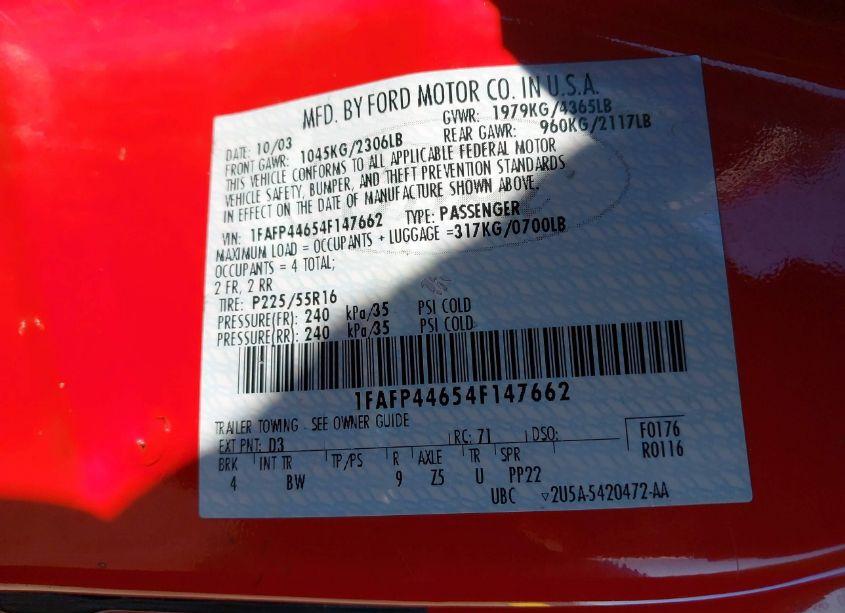 MFD. BY FORD MOTOR CO. IN U.S.A.
DATE: 10/03 GVWR: 1979KG/4365LB
FRONT GAWR: 1045KG/2306LB REAR GAWR: 960KG/2117LB
THIS VEHICLE CONFORMS TO ALL APPLICABLE FEDERAL MOTOR
VEHICLE SAFETY, BUMPER, AND THEFT PREVENTION STANDARDS
IN EFFECT ON THE DATE OF MANUFACTURE SHOWN ABOVE.
VIN: 1FAFP44654F147662 TYPE: PASSENGER
MAXIMUM LOAD = OCCUPANTS + LUGGAGE =317KG/0700LB
OCCUPANTS = 4 TOTAL;
2 FR, 2 RR
TIRE: P225/55R16
PRESSURE(FR): 240 kPa/35 PSI COLD
PRESSURE(RR): 240 kPa/35 PSI COLD
1FAFP44654F147662
TRAILER TOWING - SEE OWNER GUIDE
EXT PNT: D3 RC: 71 DSO: F0176
R0116
BRK INT TR TP/PS R AXLE TR SPR
4 BW 9 Z5 U PP22
UBC ▽2U5A-5420472-AA